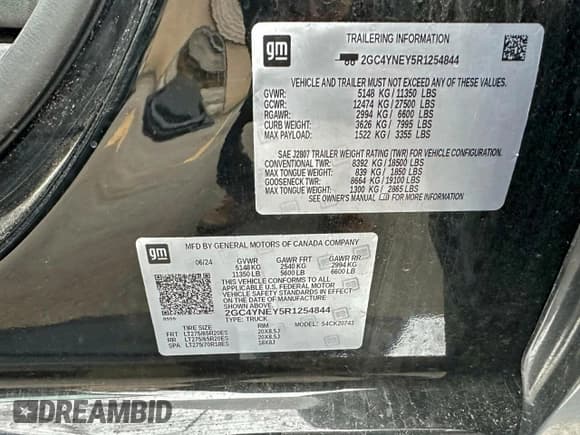 gm
TRAILERING INFORMATION
2GC4YNEY5R1254844
VEHICLE AND TRAILER MUST NOT EXCEED ANY OF THESE VALUES.
GVWR: 5148 KG / 11350 LBS
GCWR: 12474 KG / 27500 LBS
RGAWR: 2994 KG / 6600 LBS
CURB WEIGHT: 3626 KG / 7995 LBS
MAX PAYLOAD: 1522 KG / 3355 LBS
SAE J2807 TRAILER WEIGHT RATING (TWR) FOR VEHICLE CONFIGURATION.
CONVENTIONAL TWR: 8392 KG / 18500 LBS
MAX TONGUE WEIGHT: 839 KG / 1850 LBS
GOOSENECK TWR: 8664 KG / 19100 LBS
MAX TONGUE WEIGHT: 1300 KG / 2865 LBS
SEE OWNER'S MANUAL FOR MORE INFORMATION
gm
MFD BY GENERAL MOTORS OF CANADA COMPANY
06/24 GVWR GAWR FRT GAWR RR
5148 KG 2540 KG 2994 KG
11350 LB 5600 LB 6600 LB
THIS VEHICLE CONFORMS TO ALL APPLICABLE
U.S. FEDERAL MOTOR VEHICLE SAFETY STANDARDS
IN EFFECT ON THE DATE OF MANUFACTURE
SHOWN ABOVE.
2GC4YNEY5R1254844
TYPE: TRUCK
TIRE SIZE RIM
FRT LT275/65R20ES 20X8.5J
RR LT275/65R20ES 20X8.5J
SPA LT275/70R18ES 18X8J
DREAMBID